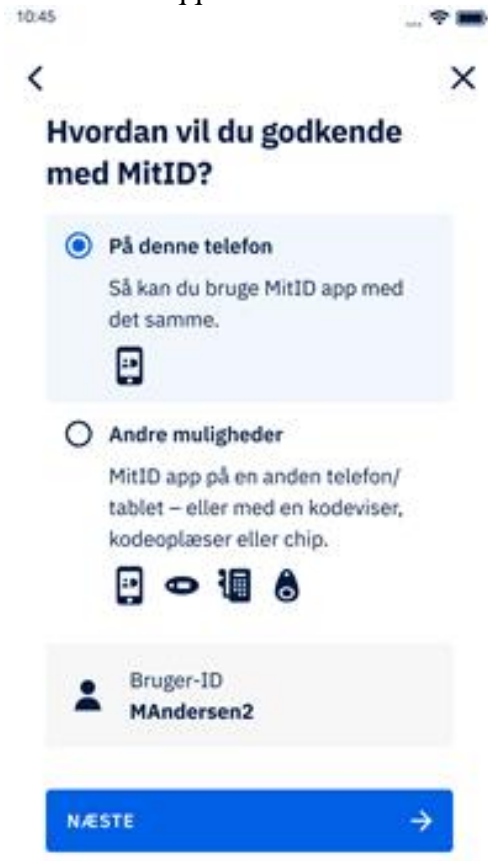 10:45
Hvordan vil du godkende
med MitID?
På denne telefon
Så kan du bruge MitID app med
det samme.
Andre muligheder
MitID app på en anden telefon/
tablet – eller med en kodeviser,
kodeoplæser eller chip.
Bruger-ID
MAndersen2
NÆSTE